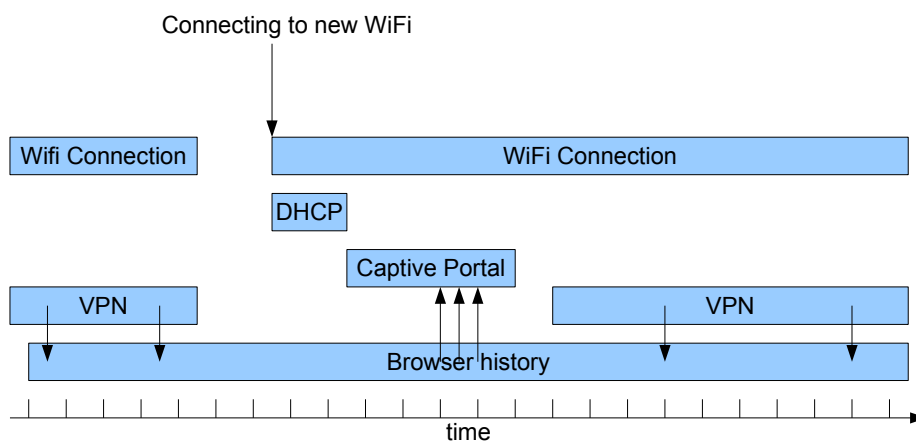 Connecting to new WiFi
Wifi Connection
WiFi Connection
DHCP
Captive Portal
VPN
VPN
Browser history
time